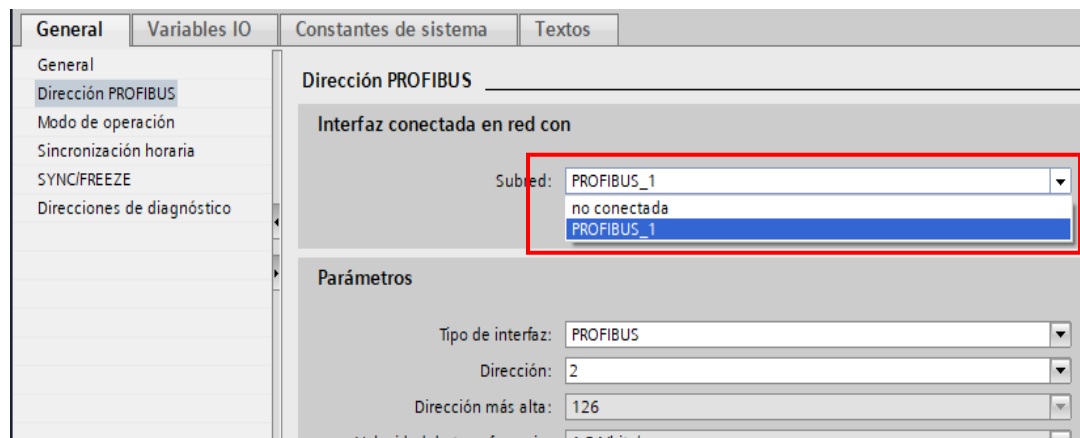 General Variables IO Constantes de sistema Textos
General
Dirección PROFIBUS
Modo de operación
Sincronización horaria
SYNC/FREEZE
Direcciones de diagnóstico
Dirección PROFIBUS
Interfaz conectada en red con
Subred: PROFIBUS_1
no conectada
PROFIBUS_1
Parámetros
Tipo de interfaz: PROFIBUS
Dirección: 2
Dirección más alta: 126